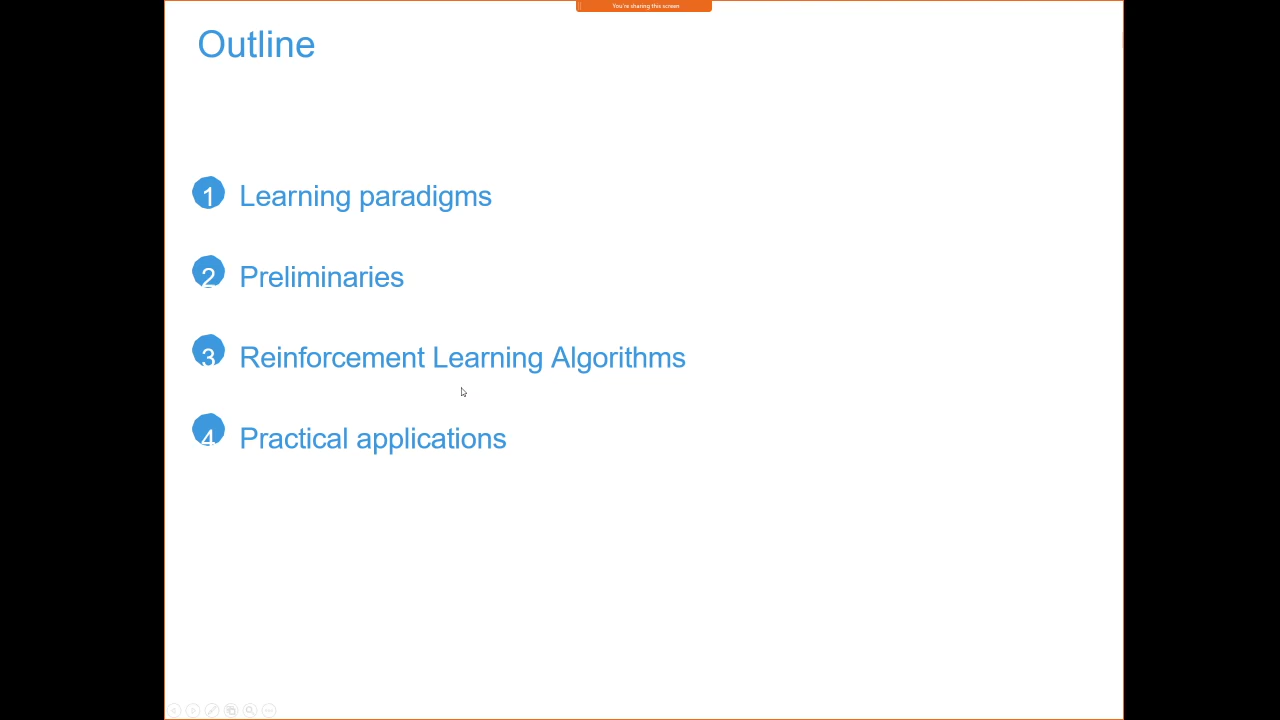 You're sharing this screen
Outline
1 Learning paradigms
2 Preliminaries
3 Reinforcement Learning Algorithms
4 Practical applications